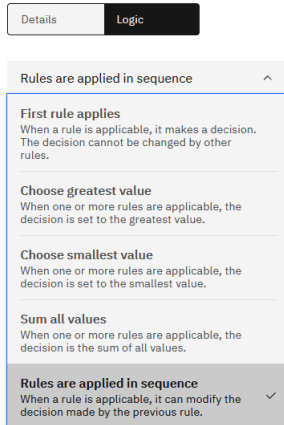 Details
Logic
Rules are applied in sequence
First rule applies
When a rule is applicable, it makes a decision.
The decision cannot be changed by other
rules.
Choose greatest value
When one or more rules are applicable, the
decision is set to the greatest value.
Choose smallest value
When one or more rules are applicable, the
decision is set to the smallest value.
Sum all values
When one or more rules are applicable, the
decision is the sum of all values.
Rules are applied in sequence
When a rule is applicable, it can modify the
decision made by the previous rule.